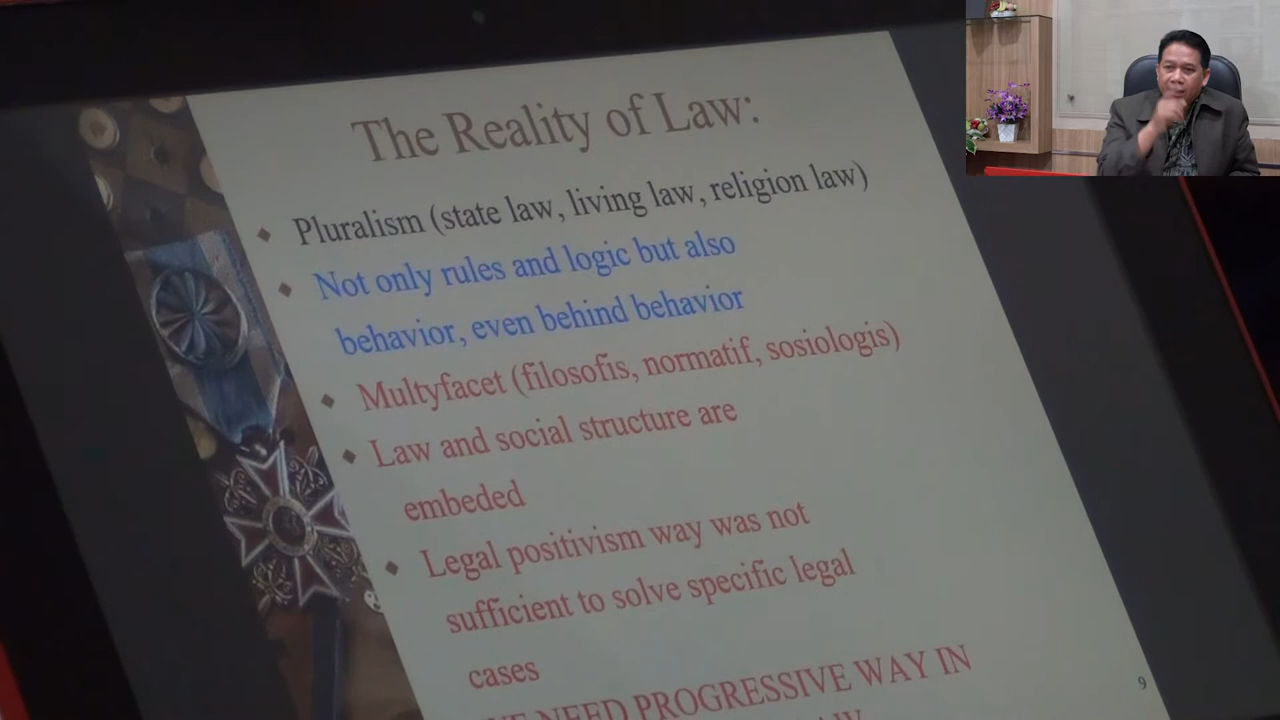 The Reality of Law:
Pluralism (state law, living law, religion law)
Not only rules and logic but also
behavior, even behind behavior
Multyfacet (filosofis, normatif, sosiologis)
Law and social structure are
embeded
Legal positivism way was not
sufficient to solve specific legal
cases
NEED PROGRESSIVE WAY IN
9